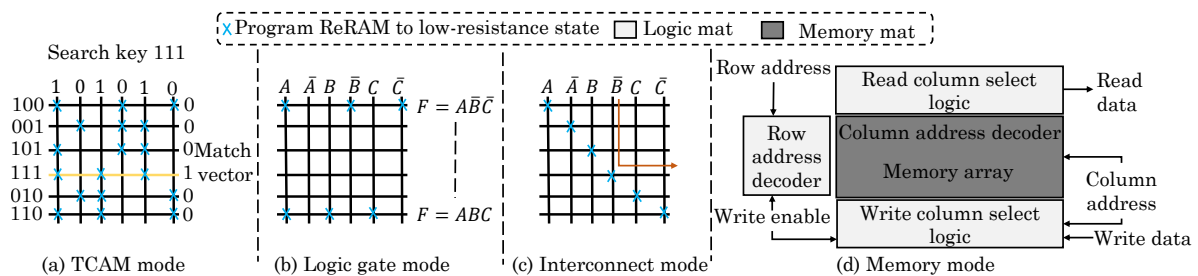 Program ReRAM to low-resistance state
Logic mat
Memory mat
Search key 111
1 0 1 0 1 0
100 0
001 0
101 0
111 1
010 0
110 0
Match
vector
(a) TCAM mode
A Ā B B̄ C C̄
F = AB̄C̄
F = ABC
(b) Logic gate mode
A Ā B B̄ C C̄
(c) Interconnect mode
Row address
Read column select
logic
Read
data
Row
address
decoder
Column address decoder
Memory array
Column
address
Write enable
Write column select
logic
Write data
(d) Memory mode